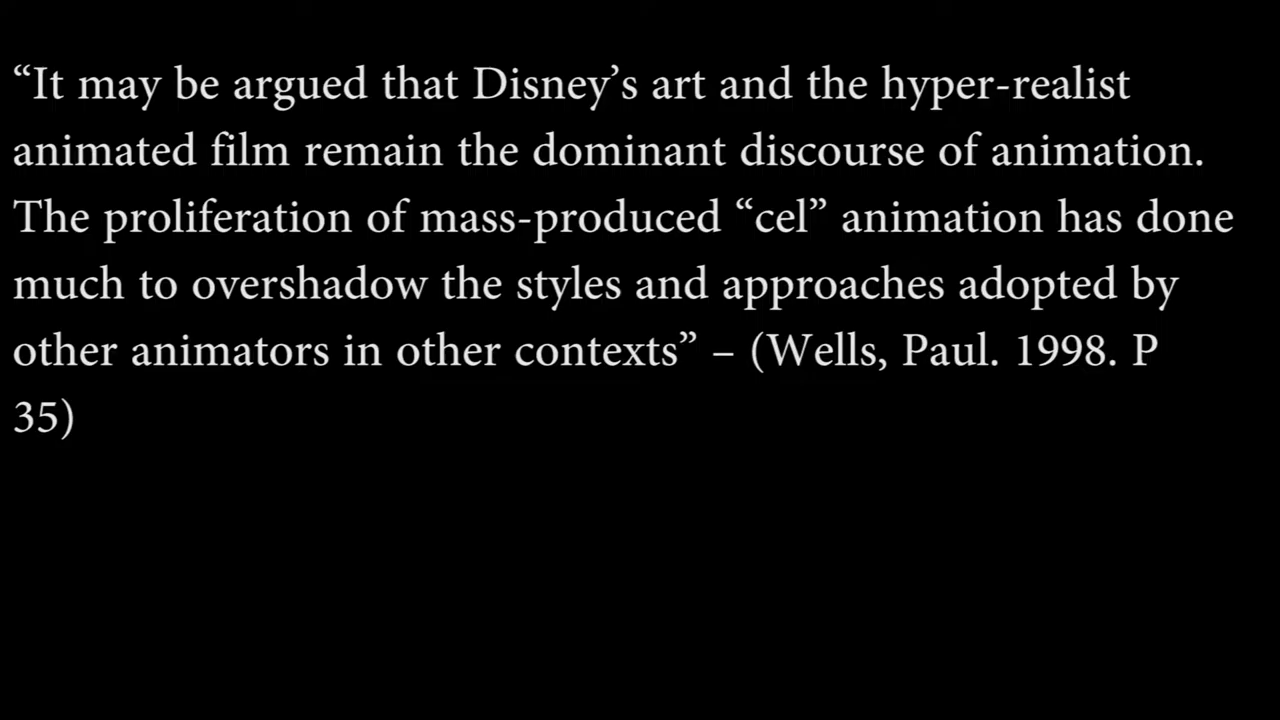 “It may be argued that Disney’s art and the hyper-realist
animated film remain the dominant discourse of animation.
The proliferation of mass-produced “cel” animation has done
much to overshadow the styles and approaches adopted by
other animators in other contexts” – (Wells, Paul. 1998. P
35)